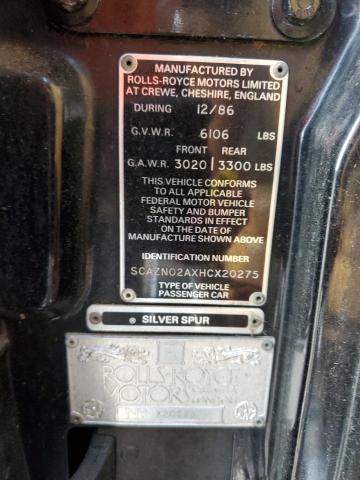 MANUFACTURED BY
ROLLS-ROYCE MOTORS LIMITED
AT CREWE, CHESHIRE, ENGLAND
DURING 12/86
G.V.W.R. 6106 LBS
FRONT REAR
G.A.W.R. 3020 3300 LBS
THIS VEHICLE CONFORMS
TO ALL APPLICABLE
FEDERAL MOTOR VEHICLE
SAFETY AND BUMPER
STANDARDS IN EFFECT
ON THE DATE OF
MANUFACTURE SHOWN ABOVE
IDENTIFICATION NUMBER
SCAZN02AXHCX20275
TYPE OF VEHICLE
PASSENGER CAR
® SILVER SPUR
ROLLS-ROYCE
MOTORS